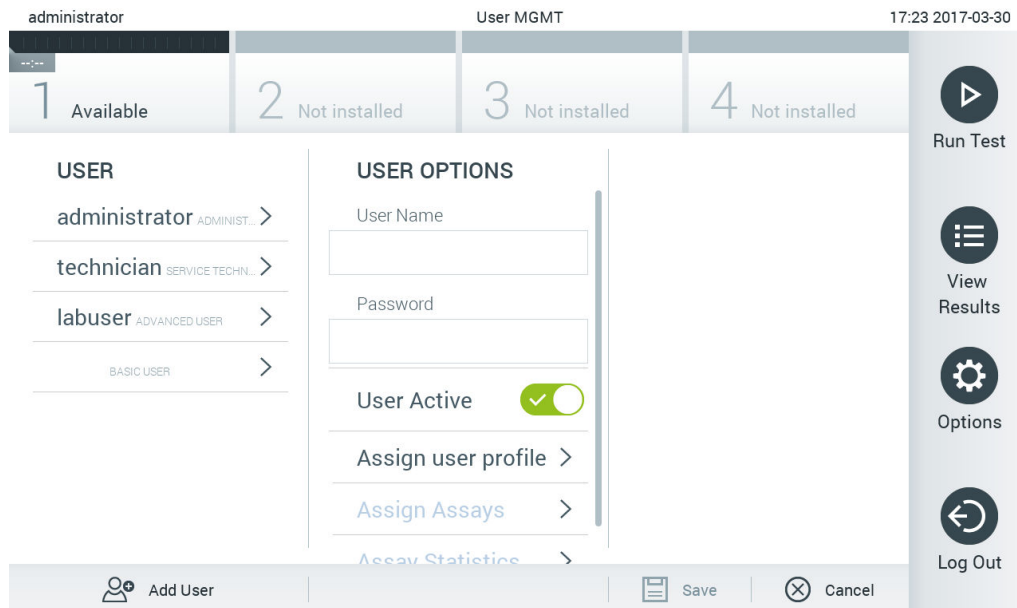 administrator User MGMT 17:23 2017-03-30
--:--
1 Available 2 Not installed 3 Not installed 4 Not installed
Run Test
View
Results
Options
Log Out
USER
administrator ADMINIST...
technician SERVICE TECHN...
labuser ADVANCED USER
BASIC USER
USER OPTIONS
User Name
Password
User Active
Assign user profile
Assign Assays
Assay Statistics
Add User Save Cancel